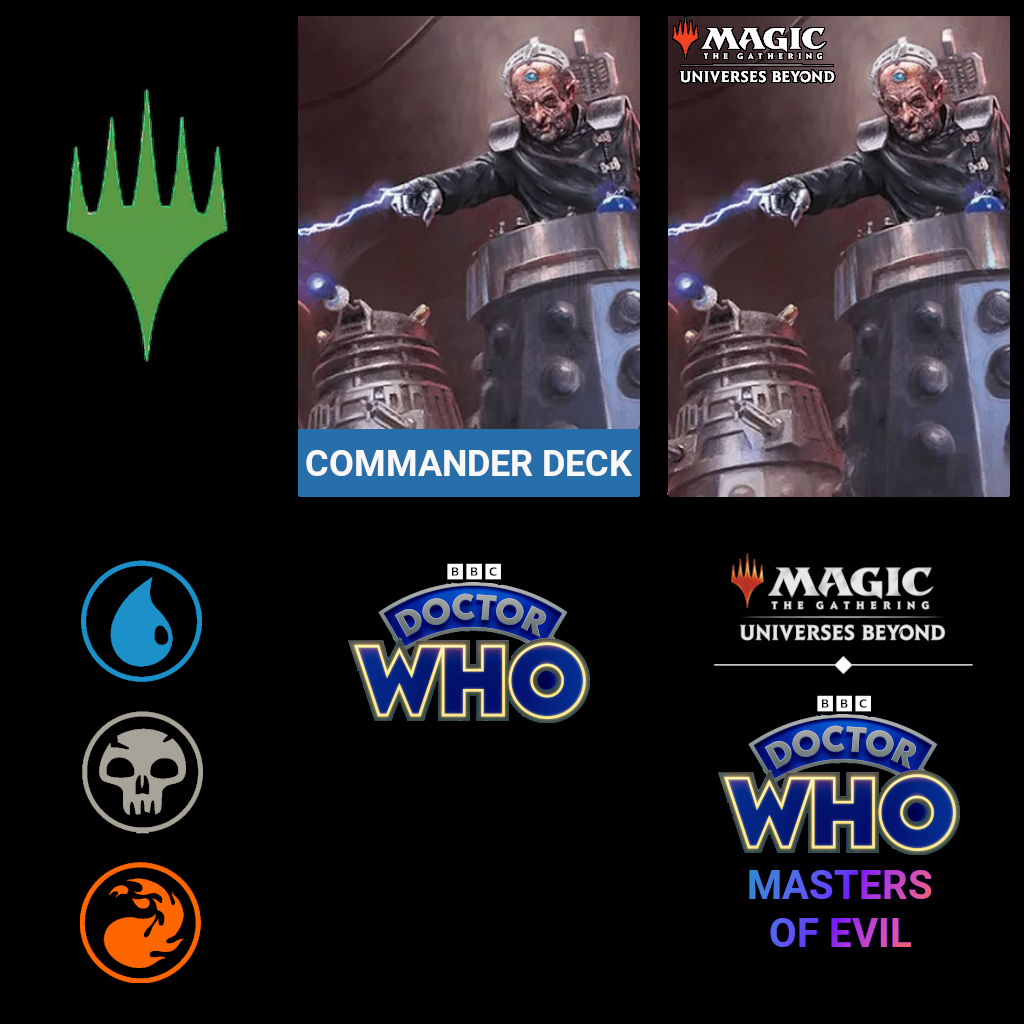 MAGIC
THE GATHERING
UNIVERSES BEYOND
COMMANDER DECK
BBC
DOCTOR
WHO
MAGIC
THE GATHERING
UNIVERSES BEYOND
BBC
DOCTOR
WHO
MASTERS
OF EVIL